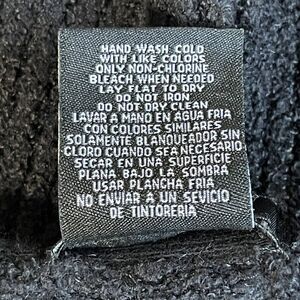 HAND WASH COLD
WITH LIKE COLORS
ONLY NON-CHLORINE
BLEACH WHEN NEEDED
LAY FLAT TO DRY
DO NOT IRON
DO NOT DRY CLEAN
LAVAR A MANO EN AGUA FRIA
CON COLORES SIMILARES
SOLAMENTE BLANQUEADOR SIN
CLORO CUANDO SEA NECESARIO
SECAR EN UNA SUPERFICIE
PLANA BAJO LA SOMBRA
USAR PLANCHA FRIA
NO ENVIAR A UN SEVICIO
DE TINTORERIA